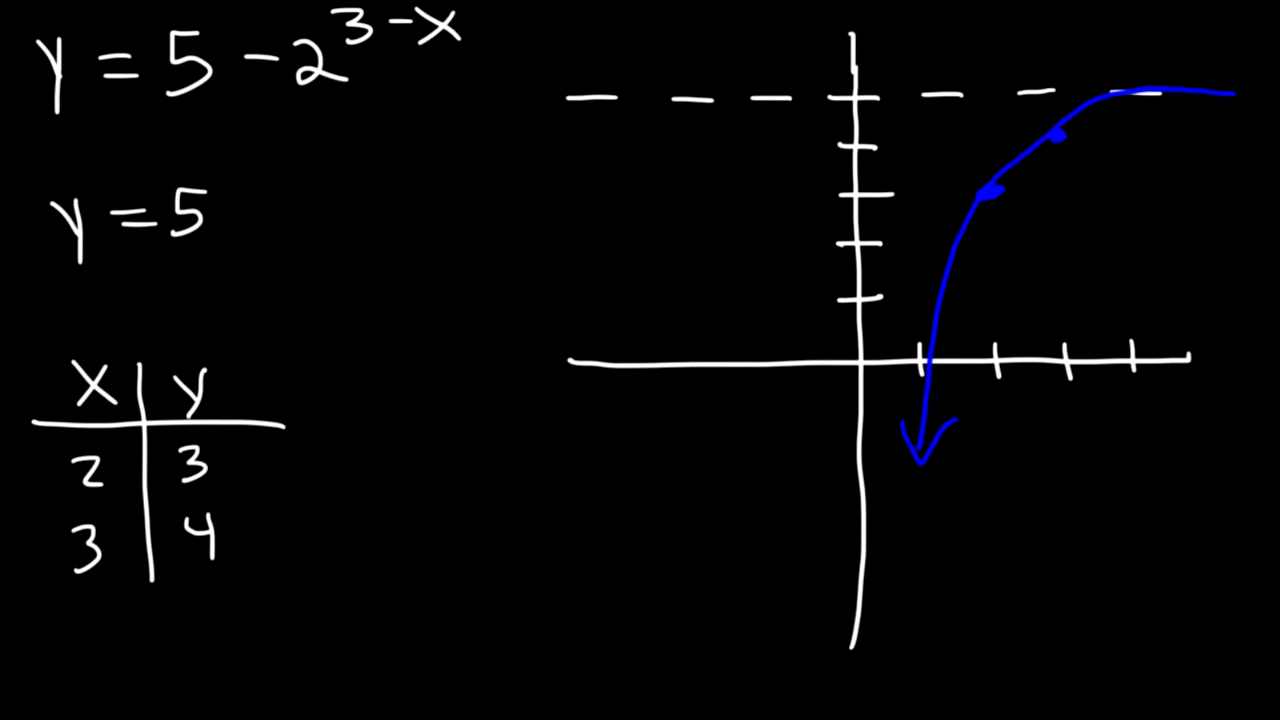 y = 5 - 2^{3-x}
y = 5
x y
2 3
3 4